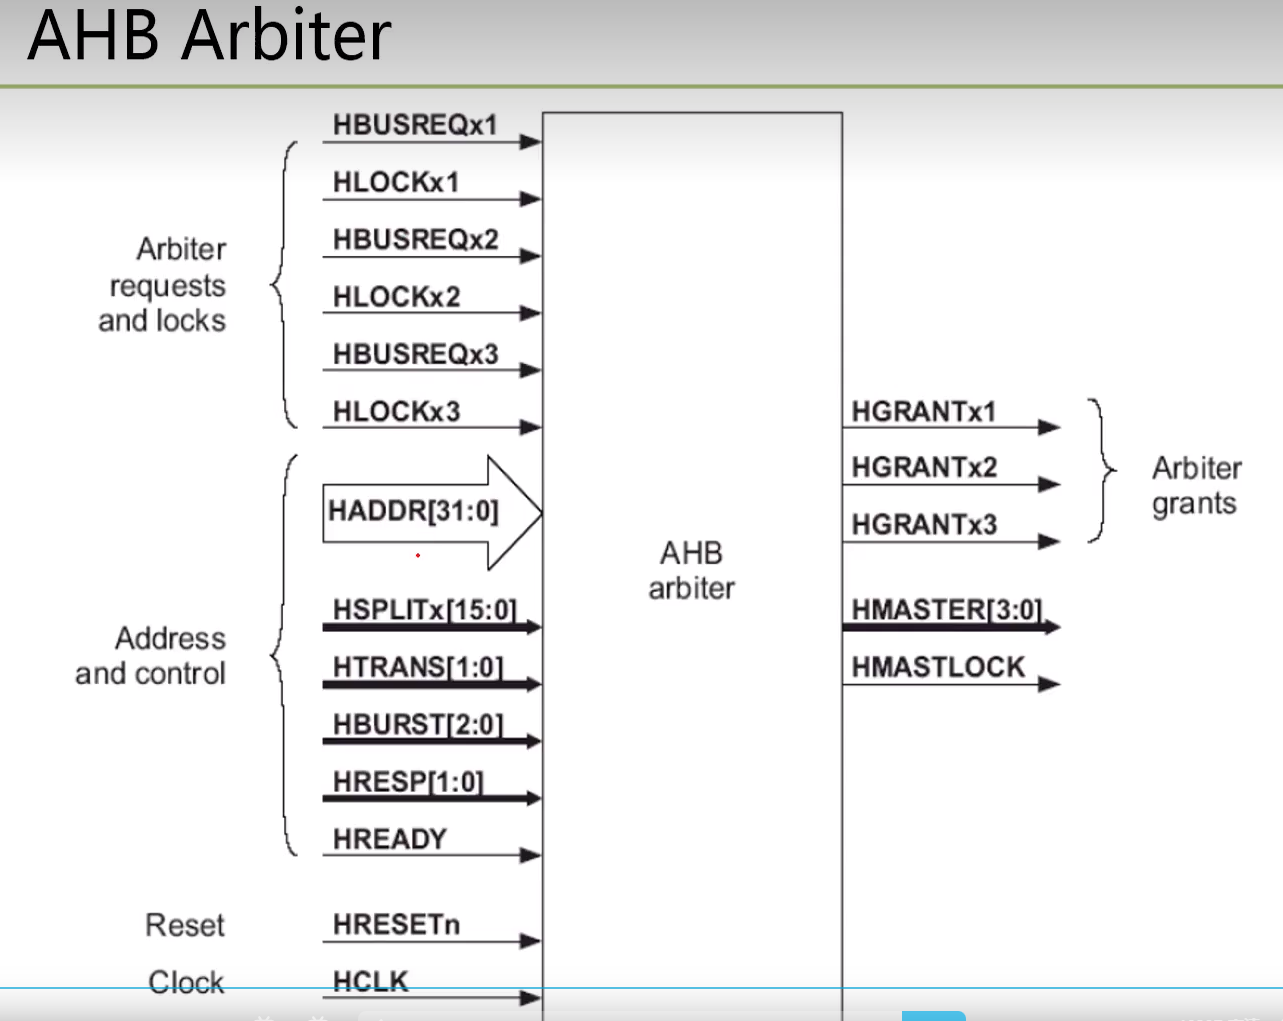 AHB Arbiter
HBUSREQx1
HLOCKx1
HBUSREQx2
HLOCKx2
HBUSREQx3
HLOCKx3
Arbiter
requests
and locks
HADDR[31:0]
HSPLITx[15:0]
HTRANS[1:0]
HBURST[2:0]
HRESP[1:0]
HREADY
Address
and control
Reset
HRESETn
Clock
HCLK
AHB
arbiter
HGRANTx1
HGRANTx2
HGRANTx3
Arbiter
grants
HMASTER[3:0]
HMASTLOCK